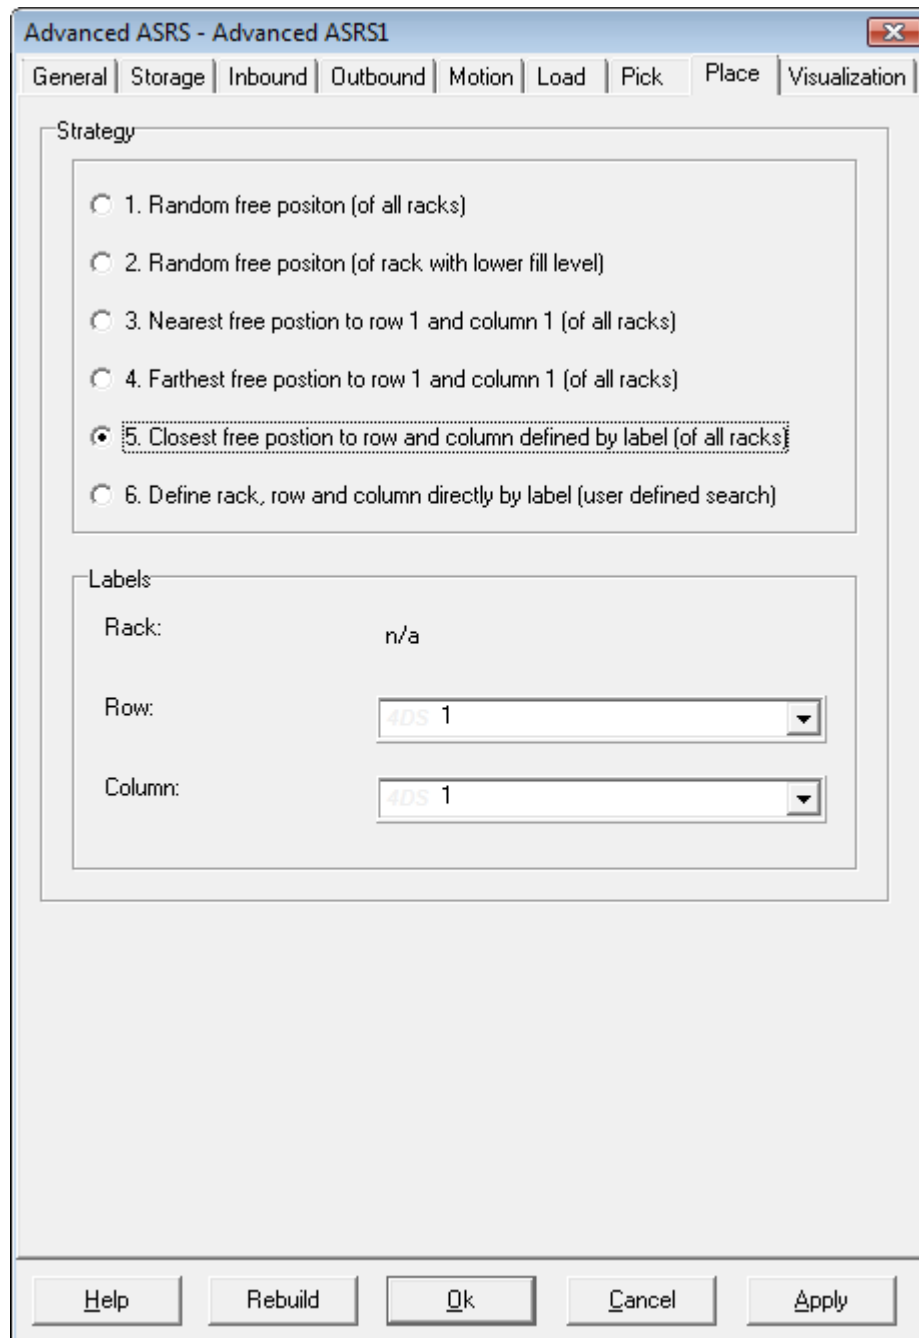 Advanced ASRS - Advanced ASRS1
General Storage Inbound Outbound Motion Load Pick Place Visualization
Strategy
1. Random free positon (of all racks)
2. Random free positon (of rack with lower fill level)
3. Nearest free postion to row 1 and column 1 (of all racks)
4. Farthest free postion to row 1 and column 1 (of all racks)
5. Closest free postion to row and column defined by label (of all racks)
6. Define rack, row and column directly by label (user defined search)
Labels
Rack: n/a
Row: 4DS 1
Column: 4DS 1
Help Rebuild Ok Cancel Apply